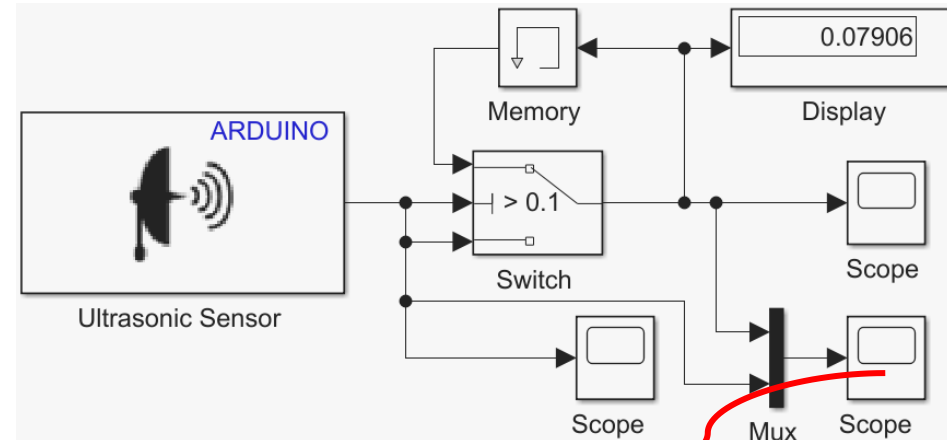 0.07906
ARDUINO
Memory
Display
> 0.1
Switch
Scope
Ultrasonic Sensor
Scope
Mux
Scope